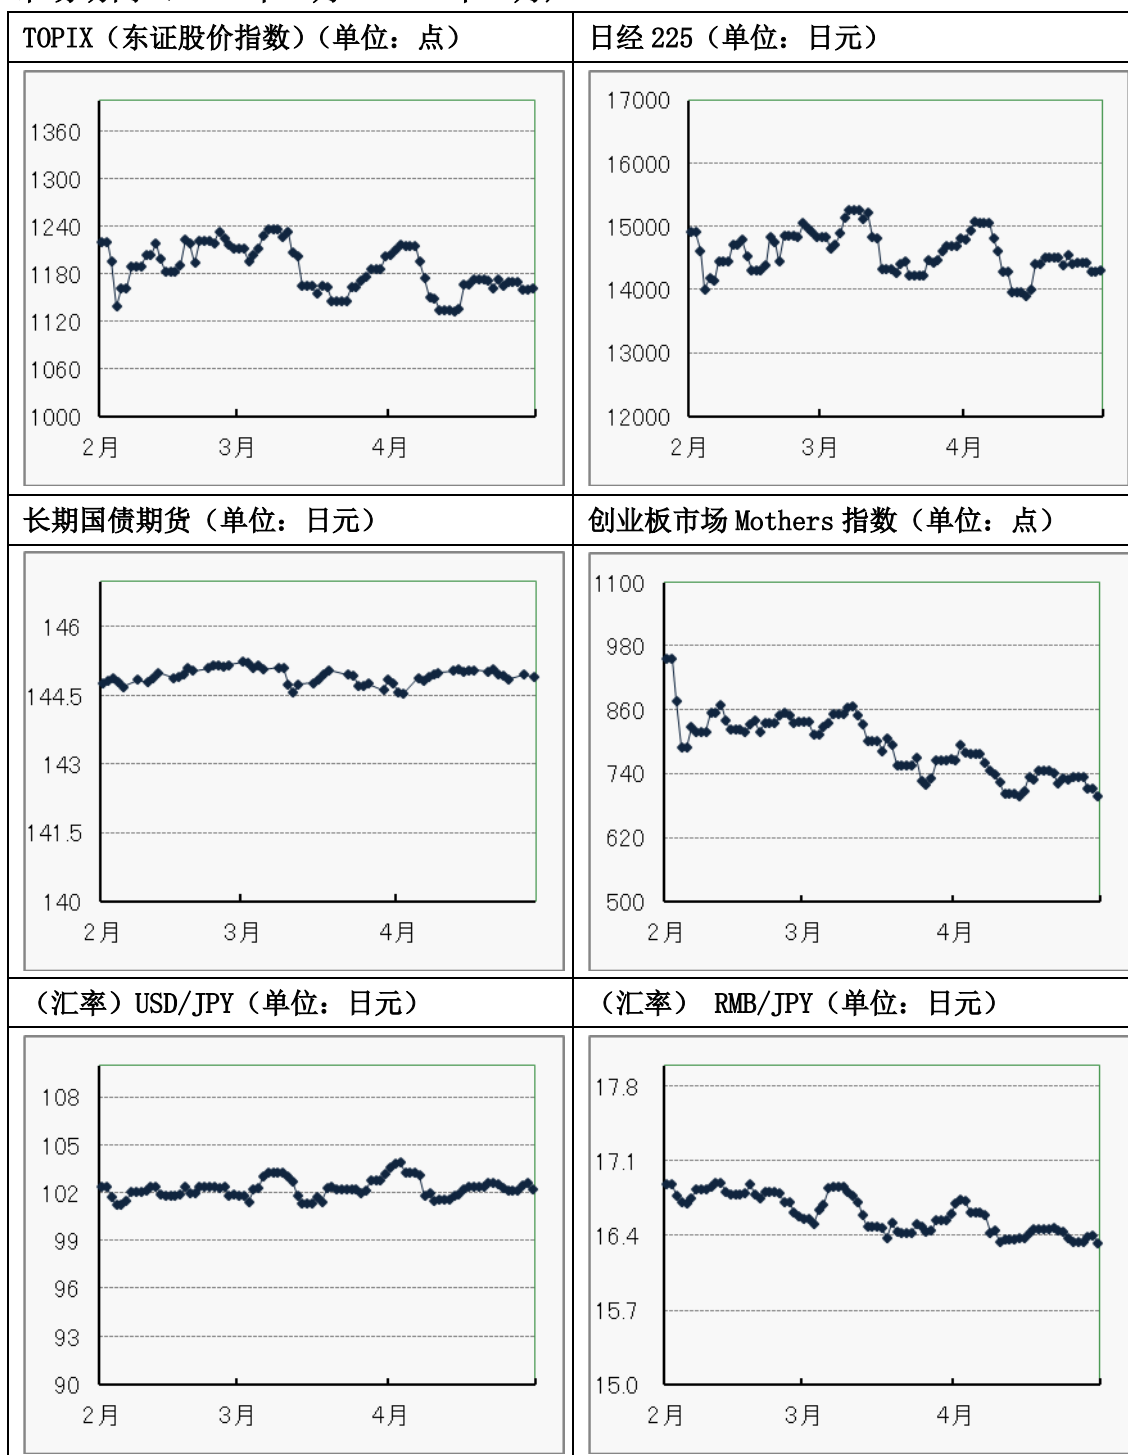 TOPIX（东证股价指数）（单位：点）
日经 225（单位：日元）
1360
1300
1240
1180
1120
1060
1000
2月
3月
4月
17000
16000
15000
14000
13000
12000
2月
3月
4月
长期国债期货（单位：日元）
创业板市场 Mothers 指数（单位：点）
146
144.5
143
141.5
140
2月
3月
4月
1100
980
860
740
620
500
2月
3月
4月
（汇率）USD/JPY（单位：日元）
（汇率） RMB/JPY（单位：日元）
108
105
102
99
96
93
90
2月
3月
4月
17.8
17.1
16.4
15.7
15.0
2月
3月
4月